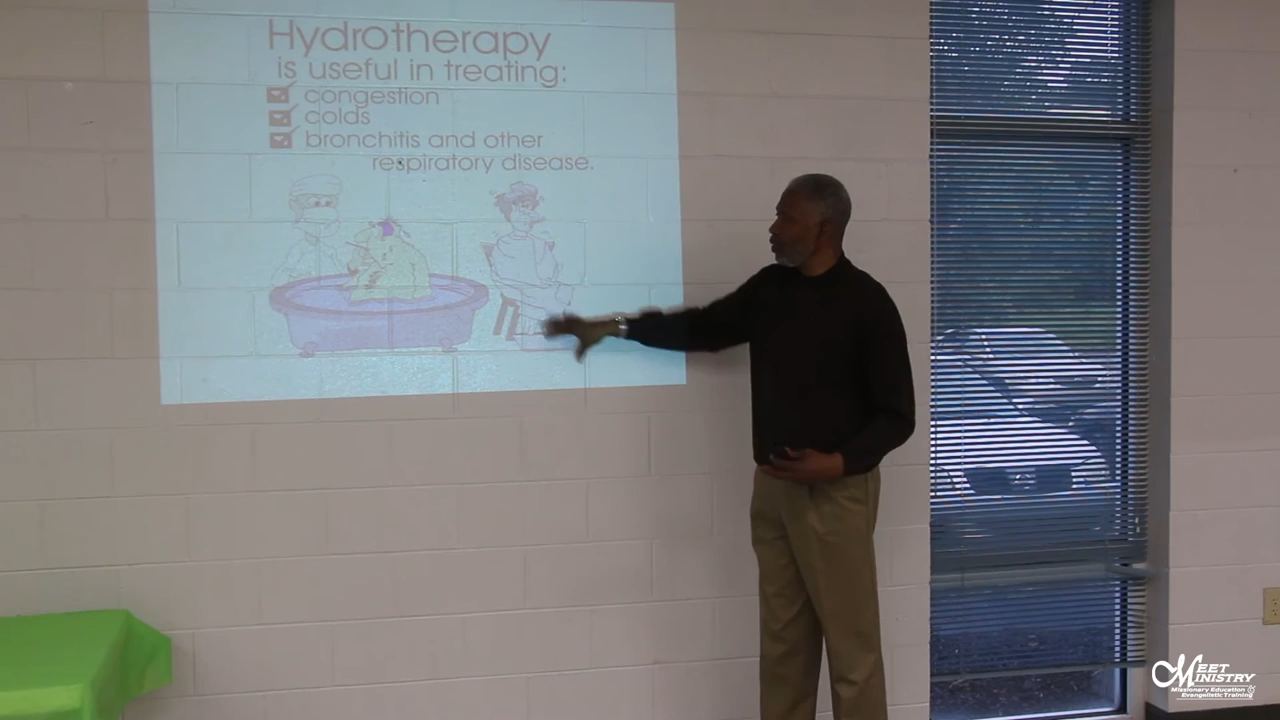 Hydrotherapy
is useful in treating:
congestion
colds
bronchitis and other
respiratory disease.
MEET
MINISTRY
Missionary Education &
Evangelistic Training